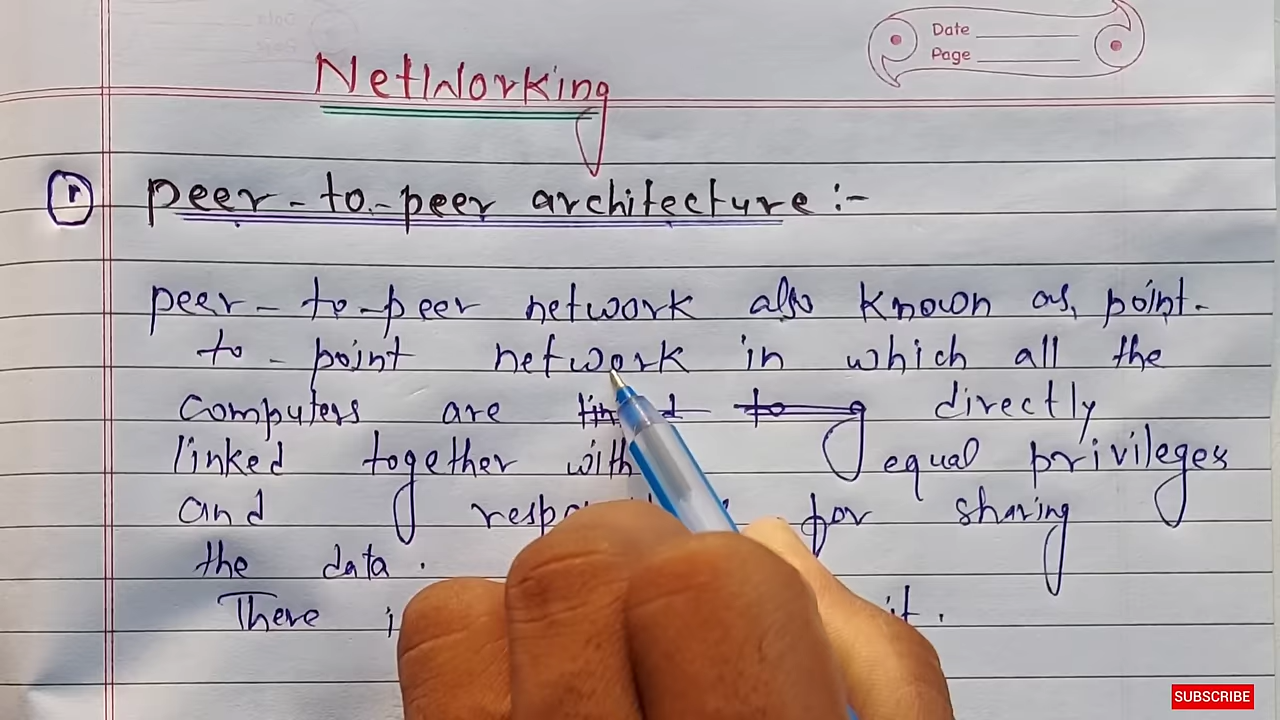 Date
Page
Networking
1 peer-to-peer architecture :-
peer-to-peer network also known as, point-
to-point network in which all the
computers are directly
linked together with equal privileges
and for sharing
the data.
There it.
SUBSCRIBE